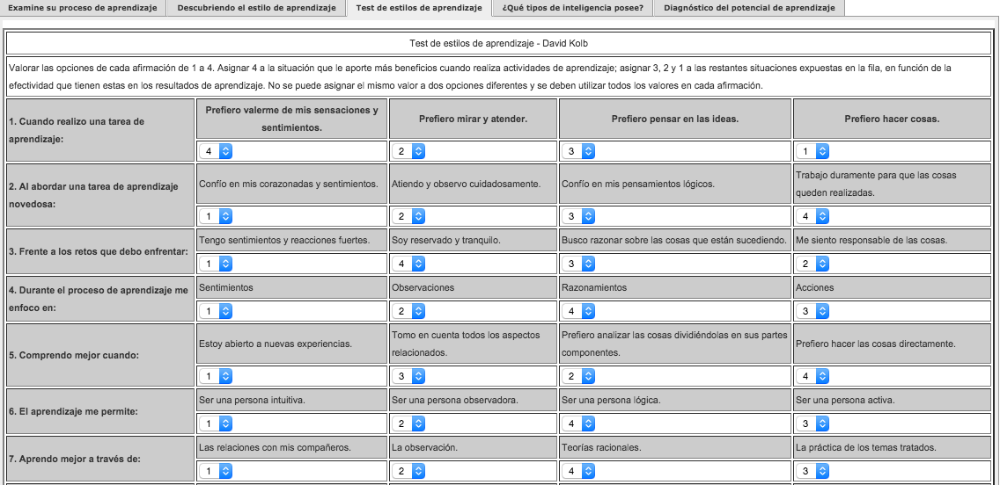 Examine su proceso de aprendizaje
Descubriendo el estilo de aprendizaje
Test de estilos de aprendizaje
¿Qué tipos de inteligencia posee?
Diagnóstico del potencial de aprendizaje
Test de estilos de aprendizaje - David Kolb
Valorar las opciones de cada afirmación de 1 a 4. Asignar 4 a la situación que le aporte más beneficios cuando realiza actividades de aprendizaje; asignar 3, 2 y 1 a las restantes situaciones expuestas en la fila, en función de la
efectividad que tienen estas en los resultados de aprendizaje. No se puede asignar el mismo valor a dos opciones diferentes y se deben utilizar todos los valores en cada afirmación.
1. Cuando realizo una tarea de
aprendizaje:
Prefiero valerme de mis sensaciones y
sentimientos.
Prefiero mirar y atender.
Prefiero pensar en las ideas.
Prefiero hacer cosas.
4
2
3
1
2. Al abordar una tarea de aprendizaje
novedosa:
Confío en mis corazonadas y sentimientos.
Atiendo y observo cuidadosamente.
Confío en mis pensamientos lógicos.
Trabajo duramente para que las cosas
queden realizadas.
1
2
3
4
3. Frente a los retos que debo enfrentar:
Tengo sentimientos y reacciones fuertes.
Soy reservado y tranquilo.
Busco razonar sobre las cosas que están sucediendo.
Me siento responsable de las cosas.
1
4
3
2
4. Durante el proceso de aprendizaje me
enfoco en:
Sentimientos
Observaciones
Razonamientos
Acciones
1
2
4
3
5. Comprendo mejor cuando:
Estoy abierto a nuevas experiencias.
Tomo en cuenta todos los aspectos
relacionados.
Prefiero analizar las cosas dividiéndolas en sus partes
componentes.
Prefiero hacer las cosas directamente.
1
3
2
4
6. El aprendizaje me permite:
Ser una persona intuitiva.
Ser una persona observadora.
Ser una persona lógica.
Ser una persona activa.
1
2
4
3
7. Aprendo mejor a través de:
Las relaciones con mis compañeros.
La observación.
Teorías racionales.
La práctica de los temas tratados.
1
2
4
3